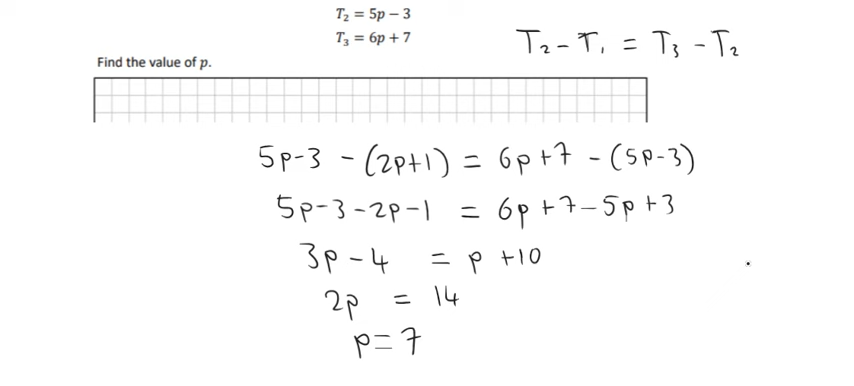 T₂ = 5p − 3
T₃ = 6p + 7
T₂ − T₁ = T₃ − T₂
Find the value of p.
5p−3 − (2p+1) = 6p+7 − (5p−3)
5p−3−2p−1 = 6p+7−5p+3
3p−4 = p+10
2p = 14
p=7